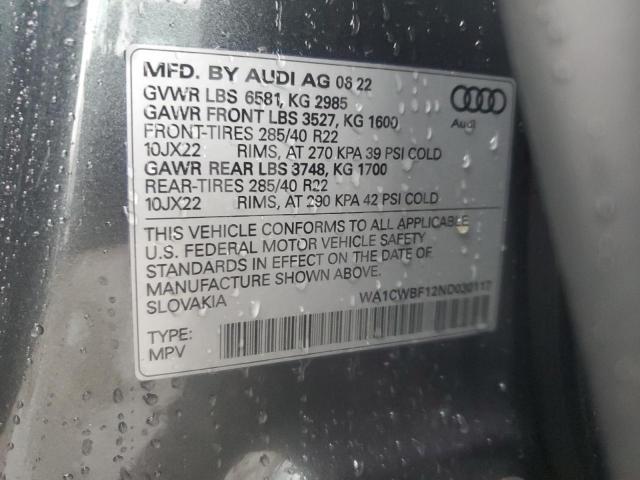 MFD. BY AUDI AG 08 22
GVWR LBS 6581, KG 2985
GAWR FRONT LBS 3527, KG 1600
FRONT-TIRES 285/40 R22
10JX22 RIMS, AT 270 KPA 39 PSI COLD
GAWR REAR LBS 3748, KG 1700
REAR-TIRES 285/40 R22
10JX22 RIMS, AT 290 KPA 42 PSI COLD
Audi
THIS VEHICLE CONFORMS TO ALL APPLICABLE
U.S. FEDERAL MOTOR VEHICLE SAFETY
STANDARDS IN EFFECT ON THE DATE OF
MANUFACTURE SHOWN ABOVE.
SLOVAKIA
WA1CWBF12ND030117
TYPE:
MPV